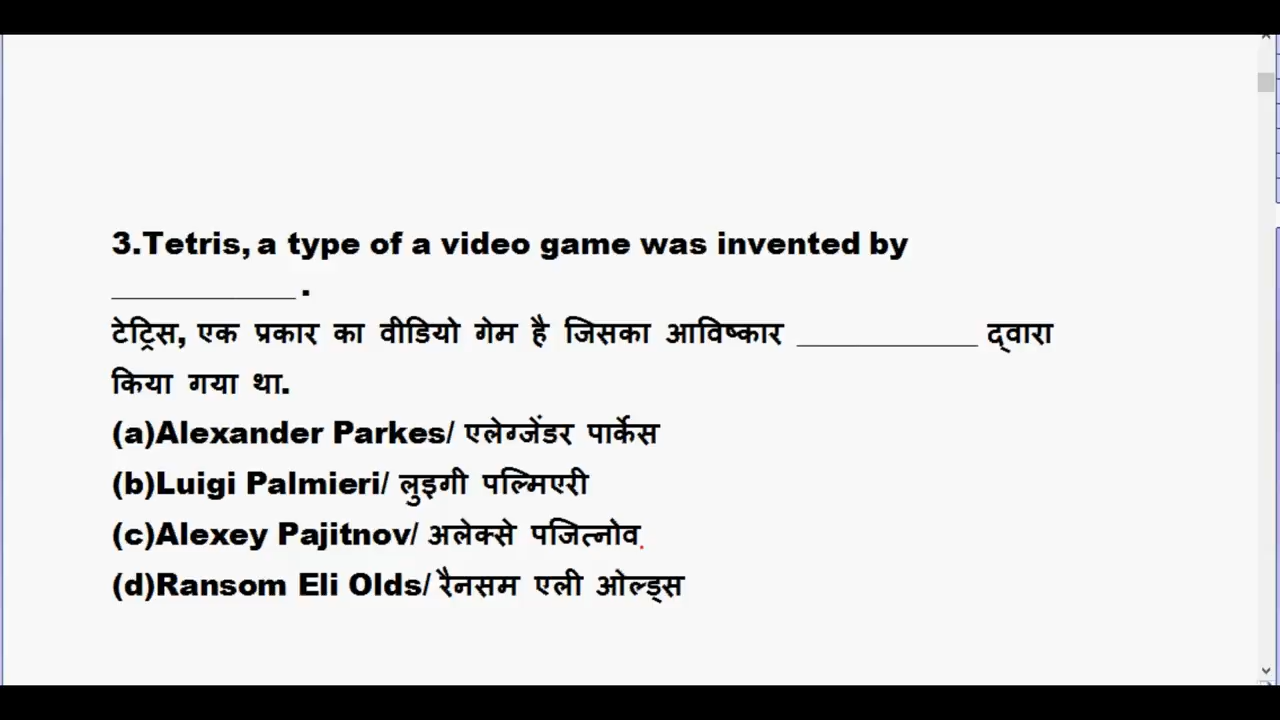 3.Tetris, a type of a video game was invented by
___________ .
टेट्रिस, एक प्रकार का वीडियो गेम है जिसका आविष्कार ___________ द्वारा
किया गया था.
(a)Alexander Parkes/ एलेग्जेंडर पार्केस
(b)Luigi Palmieri/ लुइगी पल्मिएरी
(c)Alexey Pajitnov/ अलेक्से पजित्नोव
(d)Ransom Eli Olds/ रैनसम एली ओल्ड्स